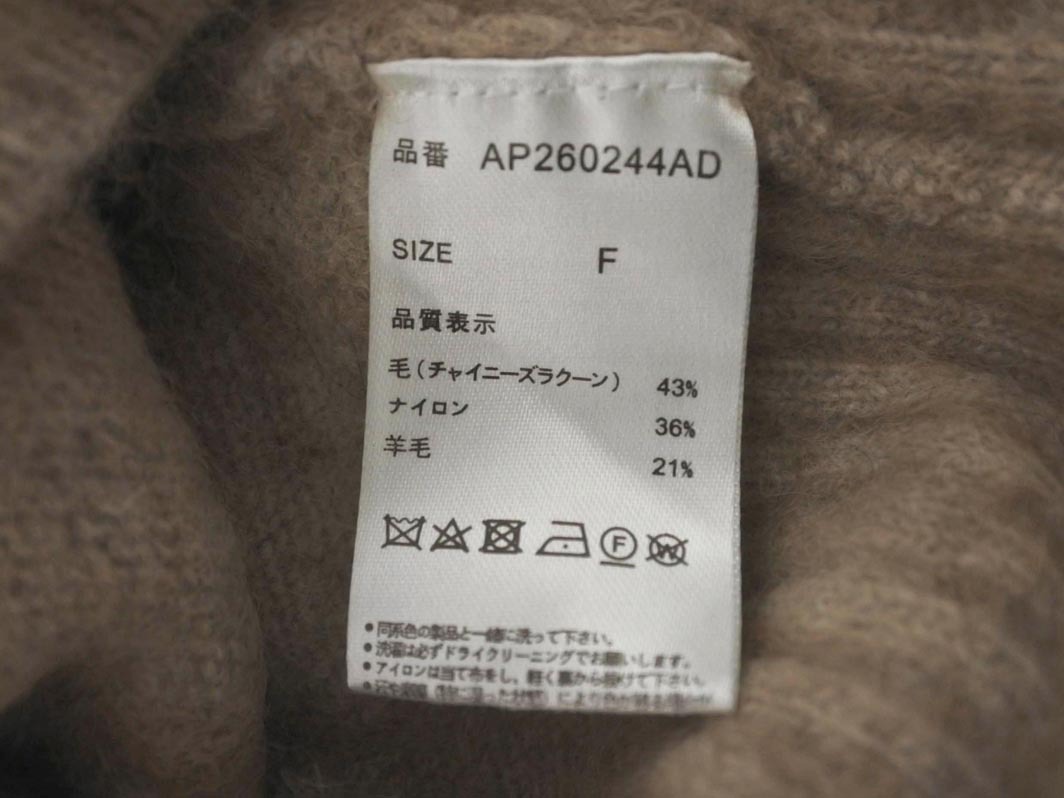 品番 AP260244AD
SIZE F
品質表示
毛(チャイニーズラクーン) 43%
ナイロン 36%
羊毛 21%
F W
●同系色の製品と一緒に洗って下さい。
●洗濯は必ずドライクリーニングでお願いします。
●アイロンは当て布をし、軽く裏から掛けて下さい。